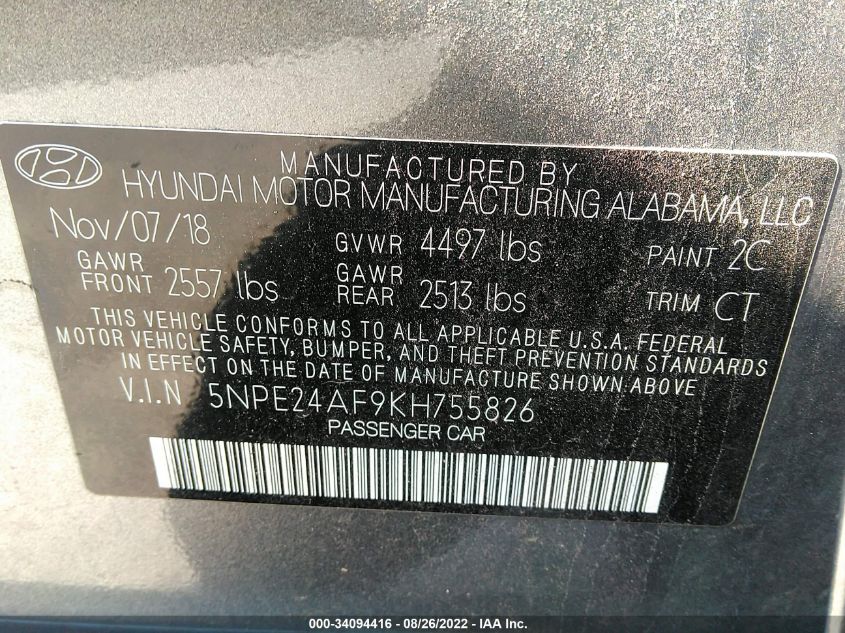 MANUFACTURED BY
HYUNDAI MOTOR MANUFACTURING ALABAMA, LLC
Nov/07/18 GVWR 4497 lbs PAINT 2C
GAWR FRONT 2557 lbs GAWR REAR 2513 lbs TRIM CT
THIS VEHICLE CONFORMS TO ALL APPLICABLE U.S.A. FEDERAL
MOTOR VEHICLE SAFETY, BUMPER, AND THEFT PREVENTION STANDARDS
IN EFFECT ON THE DATE OF MANUFACTURE SHOWN ABOVE
V.I.N 5NPE24AF9KH755826
PASSENGER CAR
000-34094416 - 08/26/2022 - IAA Inc.